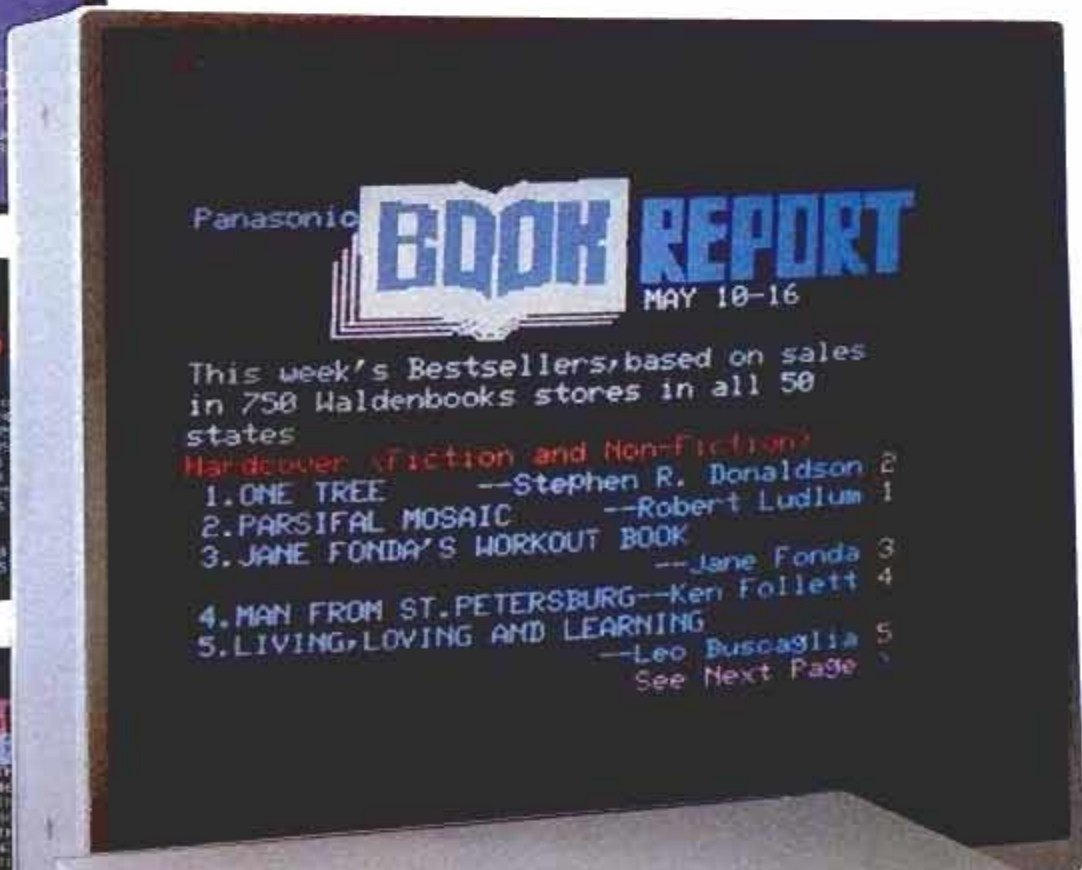 Panasonic BOOK REPORT
MAY 10-16
This week's Bestsellers,based on sales
in 750 Waldenbooks stores in all 50
states
Hardcover (Fiction and Non-Fiction)
1.ONE TREE --Stephen R. Donaldson 2
2.PARSIFAL MOSAIC --Robert Ludlum 1
3.JANE FONDA'S WORKOUT BOOK
--Jane Fonda 3
4.MAN FROM ST.PETERSBURG--Ken Follett 4
5.LIVING,LOVING AND LEARNING
--Leo Buscaglia 5
See Next Page